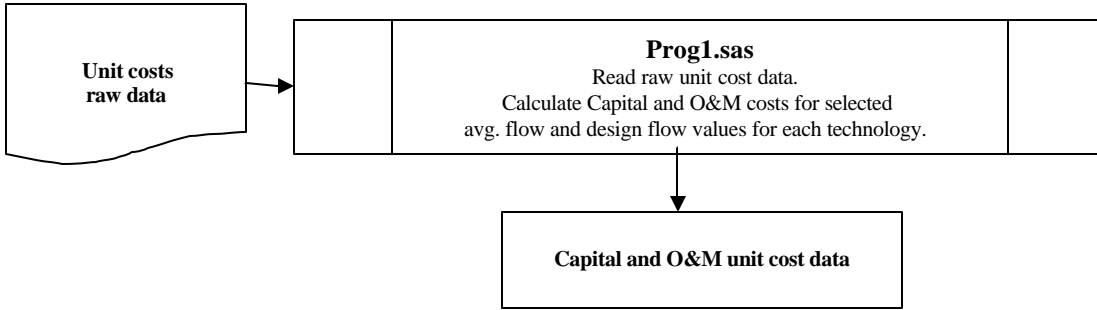 Unit costs
raw data
Prog1.sas
Read raw unit cost data.
Calculate Capital and O&M costs for selected
avg. flow and design flow values for each technology.
Capital and O&M unit cost data